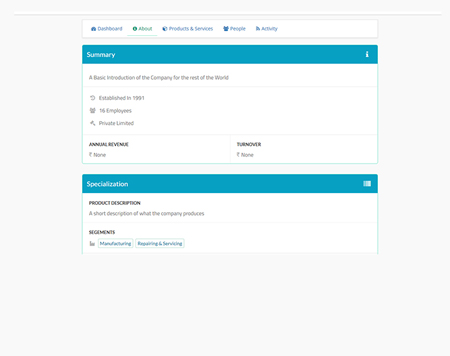 Dashboard About Products & Services People Activity
Summary
A Basic Introduction of the Company for the rest of the World
Established In 1991
16 Employees
Private Limited
ANNUAL REVENUE TURNOVER
₹ None ₹ None
Specialization
PRODUCT DESCRIPTION
A short description of what the company produces
SEGEMENTS
Manufacturing Repairing & Servicing